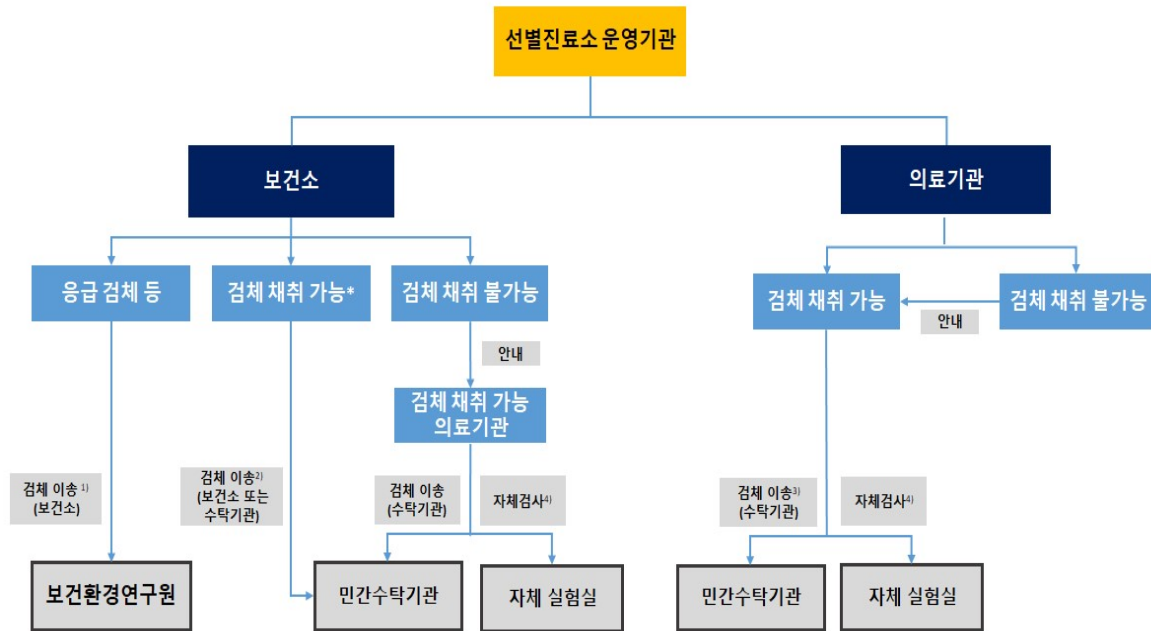 선별진료소 운영기관
보건소
의료기관
응급 검체 등
검체 채취 가능*
검체 채취 불가능
검체 채취 가능
검체 채취 불가능
안내
안내
검체 채취 가능
의료기관
검체 이송 1)
(보건소)
검체 이송2)
(보건소 또는
수탁기관)
검체 이송
(수탁기관)
자체검사4)
검체 이송3)
(수탁기관)
자체검사4)
보건환경연구원
민간수탁기관
자체 실험실
민간수탁기관
자체 실험실